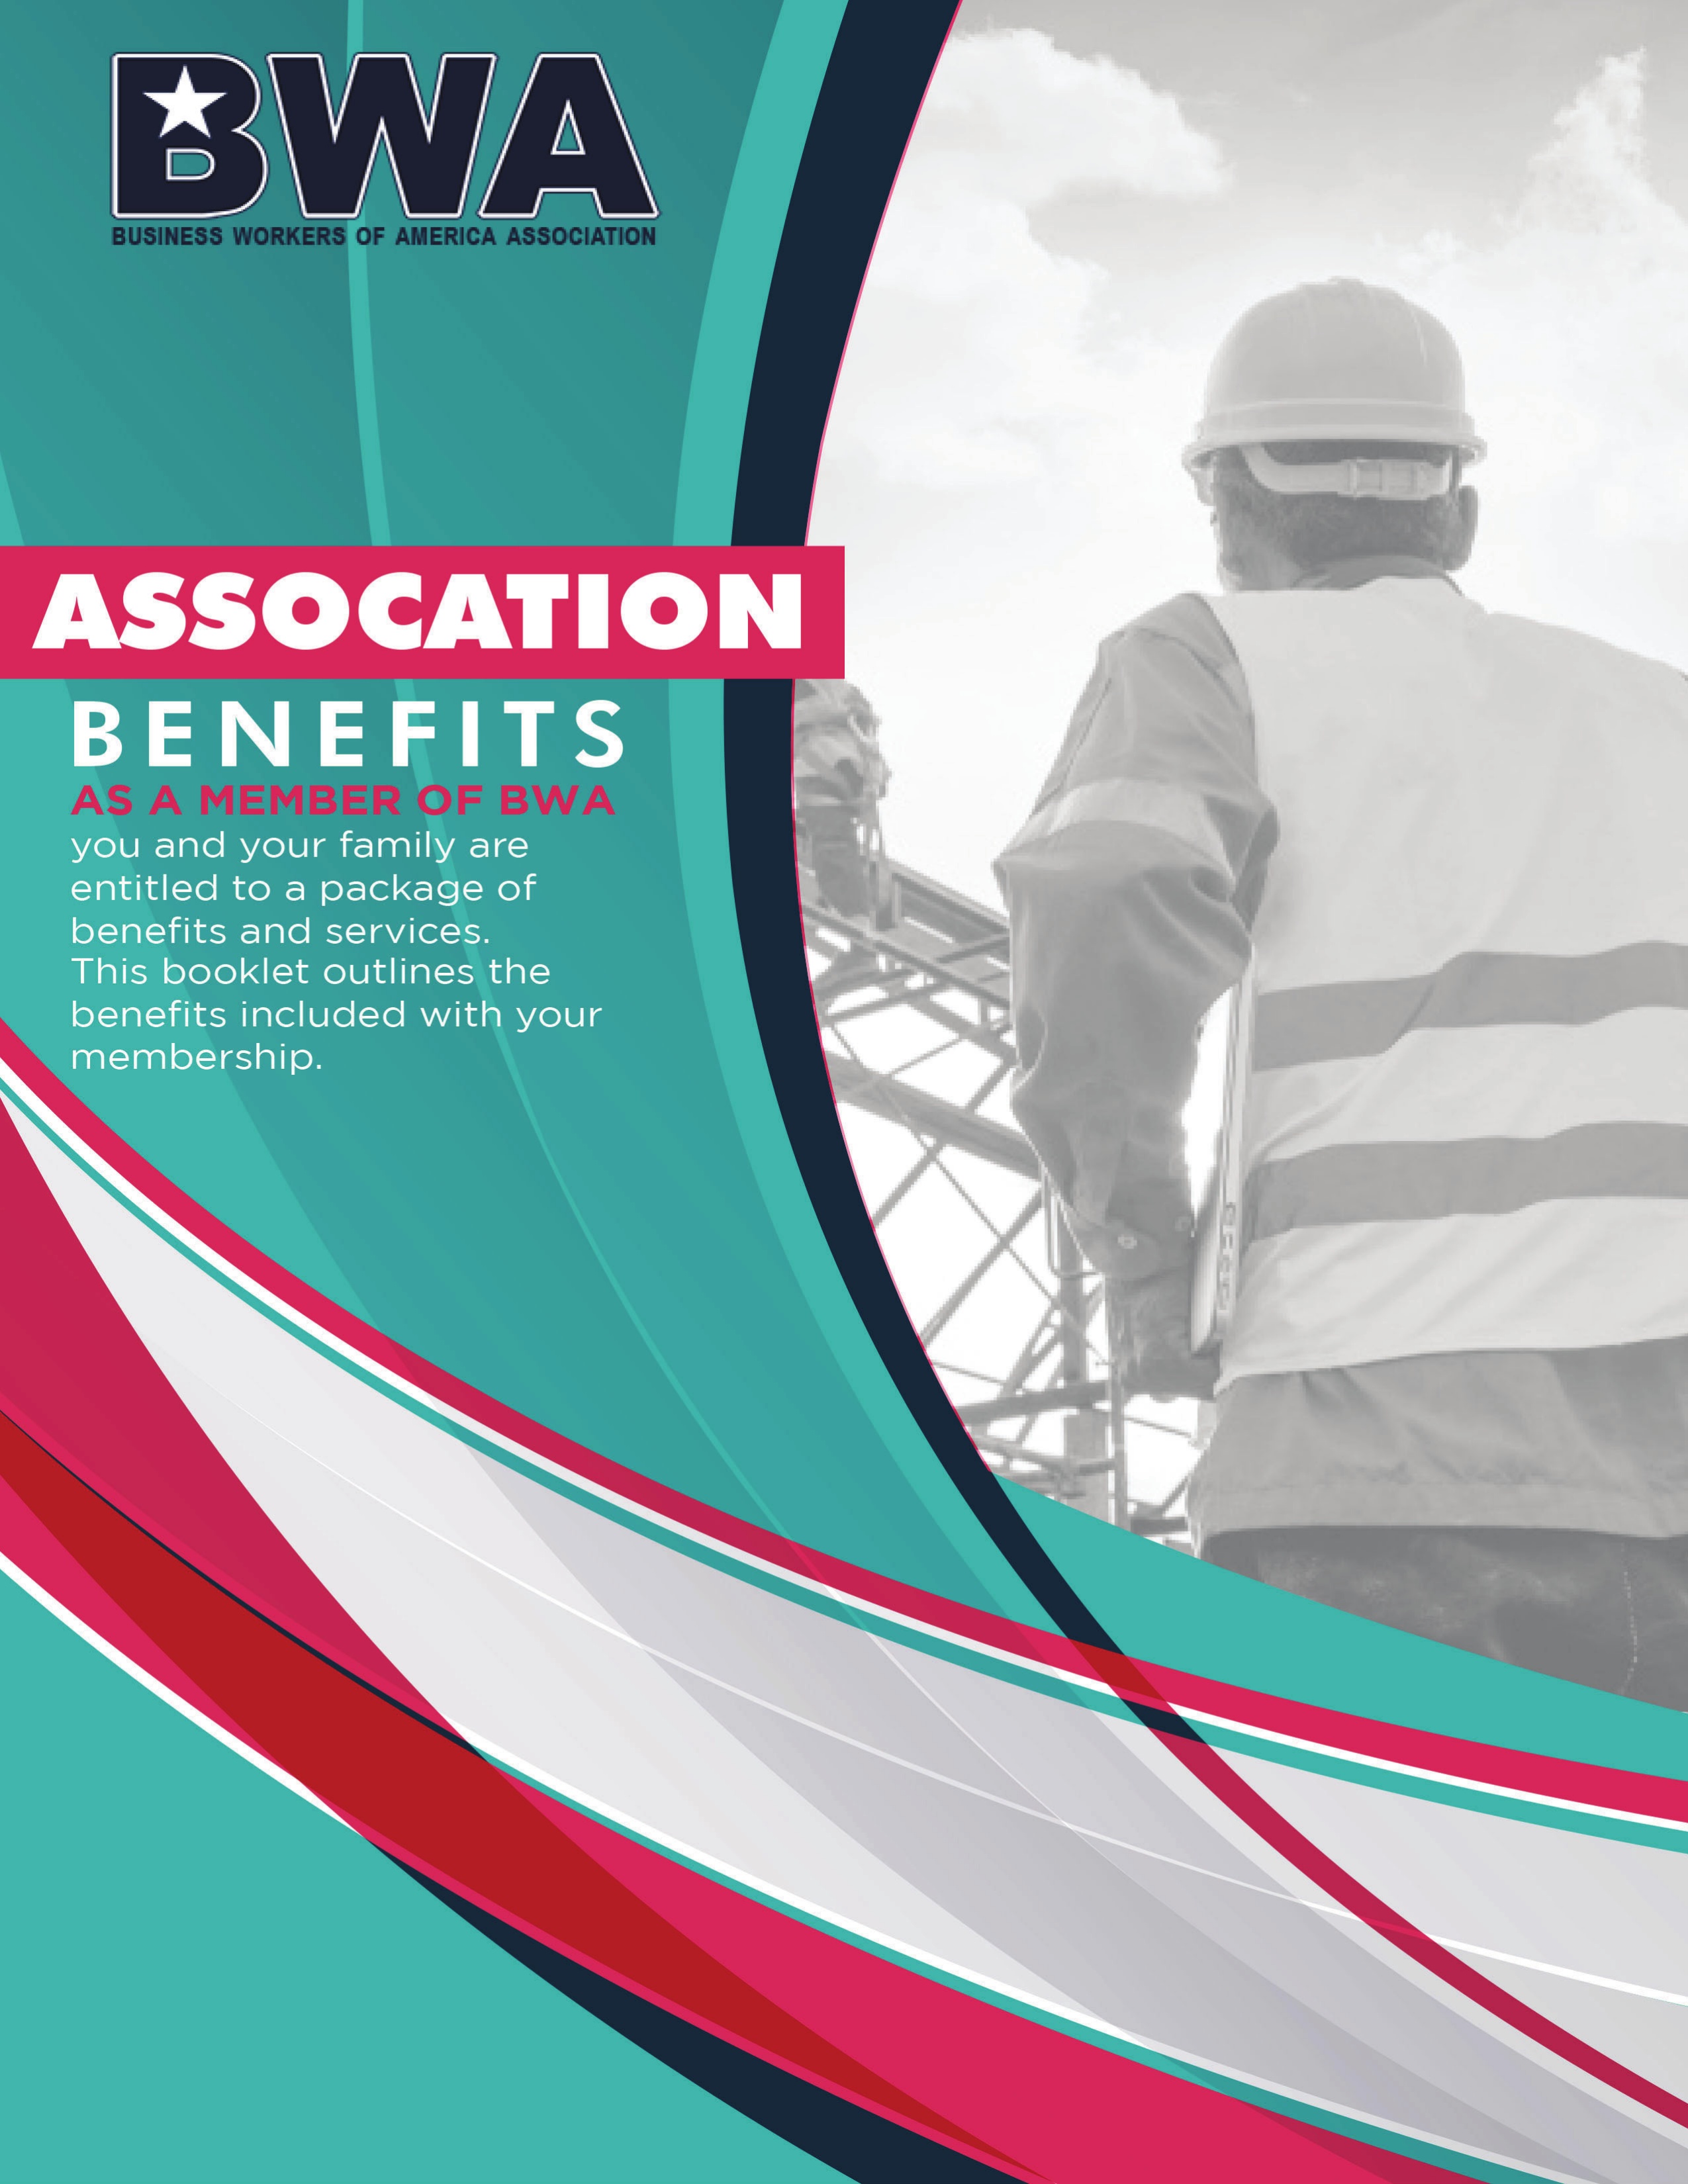 BWA
BUSINESS WORKERS OF AMERICA ASSOCIATION
ASSOCATION
BENEFITS
AS A MEMBER OF BWA
you and your family are
entitled to a package of
benefits and services.
This booklet outlines the
benefits included with your
membership.